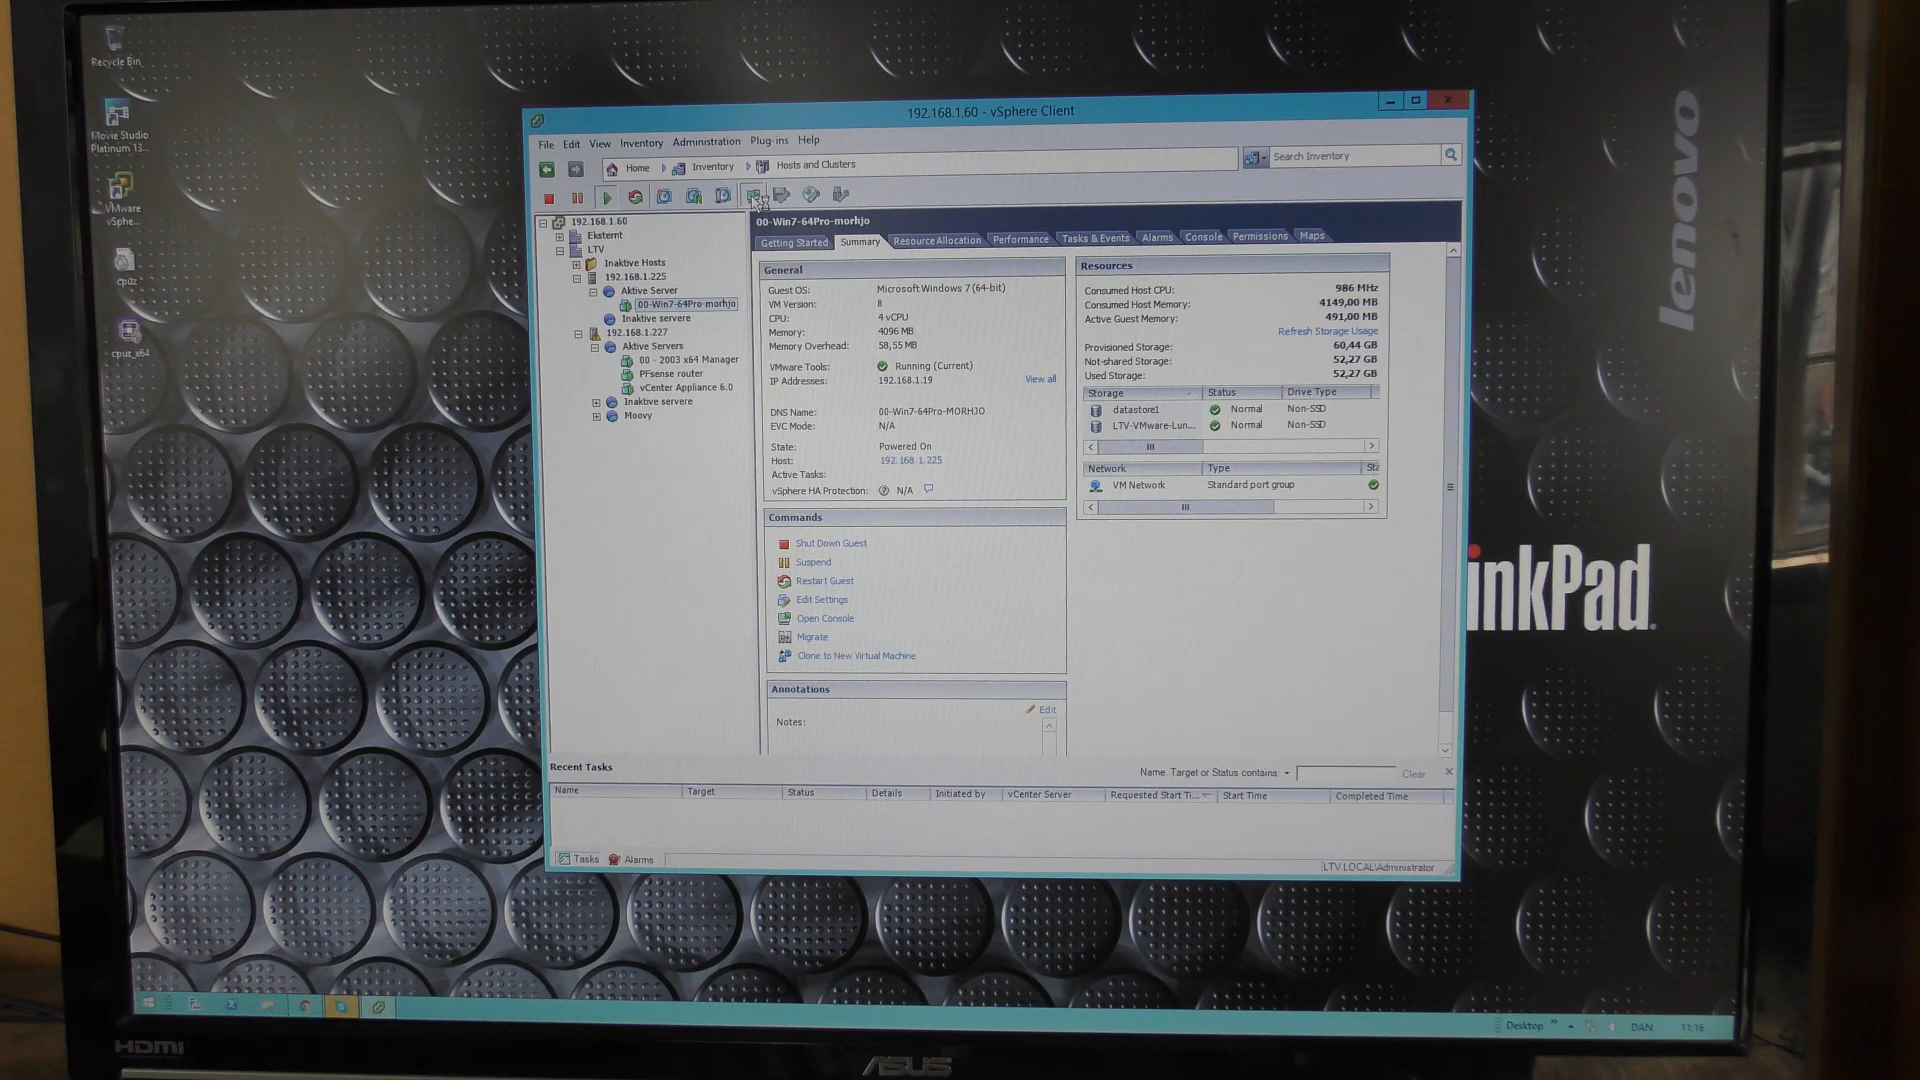 Recycle Bin
Movie Studio
Platinum 13...
VMware
vSphe...
cpuz
cpuz_x64
192.168.1.60 - vSphere Client
File Edit View Inventory Administration Plug-ins Help
Home Inventory Hosts and Clusters
Search Inventory
192.168.1.60
Eksternt
LTV
Inaktive Hosts
192.168.1.225
Aktive Server
00-Win7-64Pro-morhjo
Inaktive servere
192.168.1.227
Aktive Servers
00 - 2003 x64 Manager
PFsense router
vCenter Appliance 6.0
Inaktive servere
Moovy
00-Win7-64Pro-morhjo
Getting Started Summary Resource Allocation Performance Tasks & Events Alarms Console Permissions Maps
General
Guest OS: Microsoft Windows 7 (64-bit)
VM Version: 8
CPU: 4 vCPU
Memory: 4096 MB
Memory Overhead: 58,55 MB
VMware Tools: Running (Current)
IP Addresses: 192.168.1.19 View all
DNS Name: 00-Win7-64Pro-MORHJO
EVC Mode: N/A
State: Powered On
Host: 192.168.1.225
Active Tasks:
vSphere HA Protection: N/A
Commands
Shut Down Guest
Suspend
Restart Guest
Edit Settings
Open Console
Migrate
Clone to New Virtual Machine
Annotations
Edit
Notes:
Resources
Consumed Host CPU: 986 MHz
Consumed Host Memory: 4149,00 MB
Active Guest Memory: 491,00 MB
Refresh Storage Usage
Provisioned Storage: 60,44 GB
Not-shared Storage: 52,27 GB
Used Storage: 52,27 GB
Storage Status Drive Type
datastore1 Normal Non-SSD
LTV-VMware-Lun... Normal Non-SSD
Network Type Sta
VM Network Standard port group
Recent Tasks
Name, Target or Status contains Clear
Name Target Status Details Initiated by vCenter Server Requested Start Ti... Start Time Completed Time
Tasks Alarms
LTV.LOCAL\Administrator
lenovo
inkPad
Desktop DAN 11:16
HDMI
ASUS